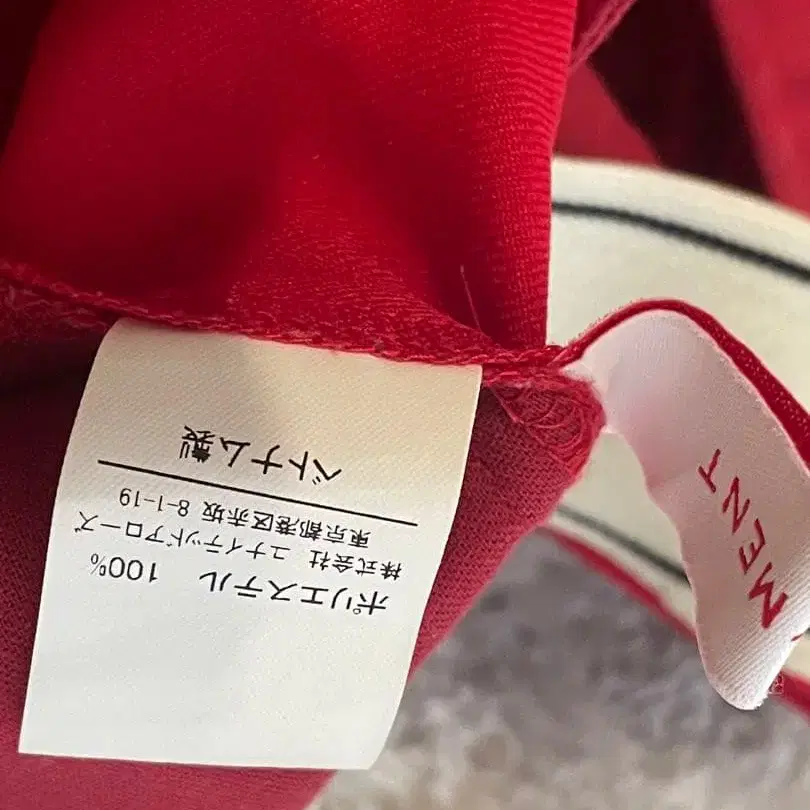 ポリエステル 100%
株式会社 ユナイテッドアローズ
東京都港区赤坂 8-1-19
ベトナム製
MENT